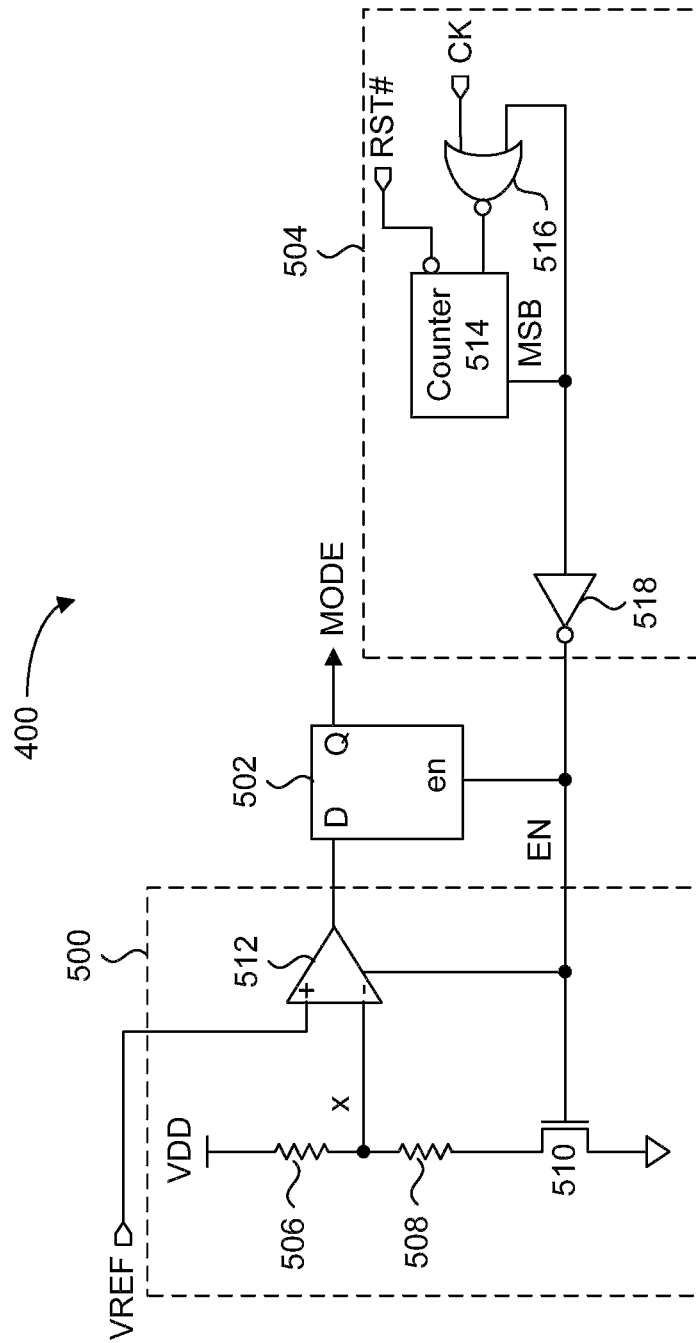 400
500
VREF
VDD
506
x
508
510
+
-
512
D
Q
en
502
MODE
EN
504
RST#
Counter
514
MSB
CK
516
518